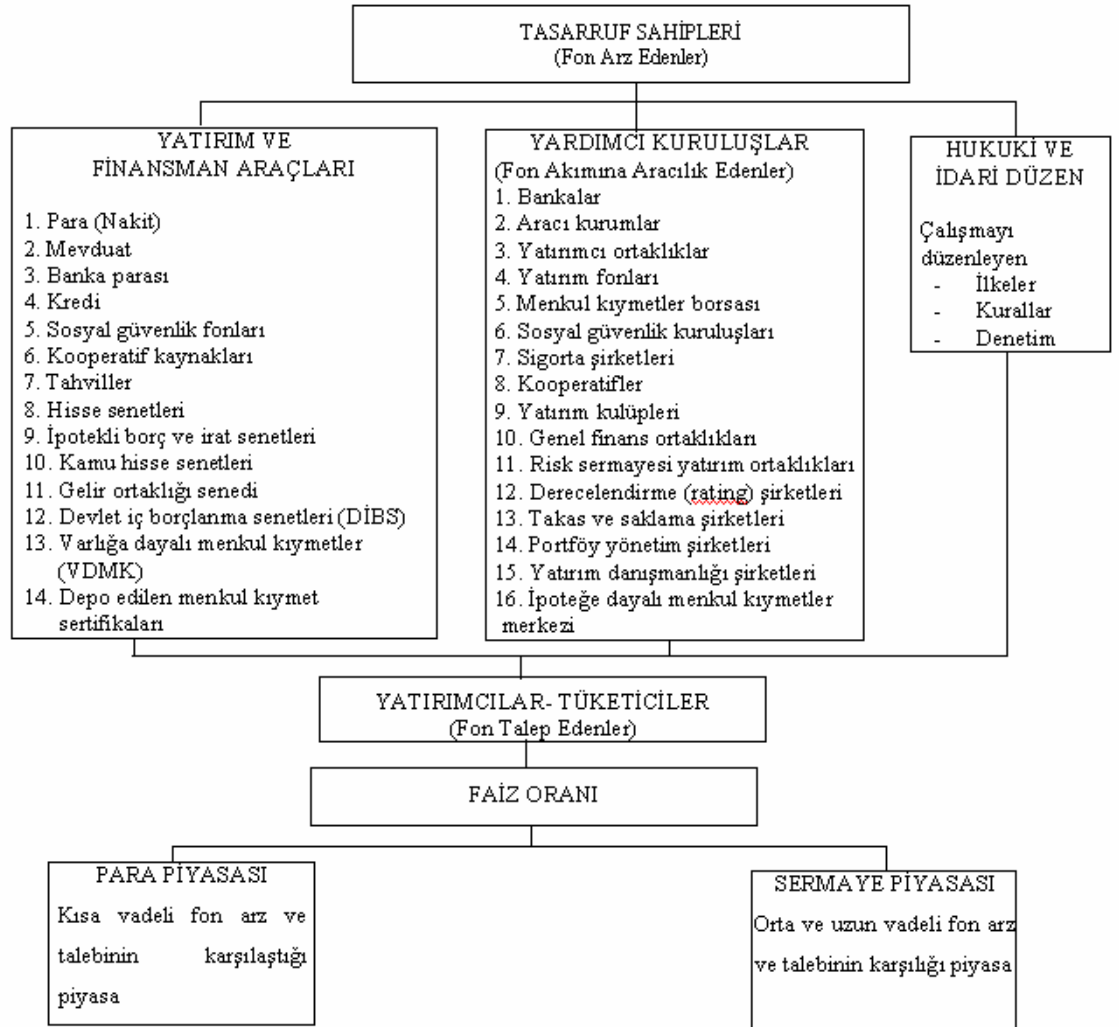 TASARRUF SAHİPLERİ
(Fon Arz Edenler)
YATIRIM VE
FİNANSMAN ARAÇLARI
1. Para (Nakit)
2. Mevduat
3. Banka parası
4. Kredi
5. Sosyal güvenlik fonları
6. Kooperatif kaynakları
7. Tahviller
8. Hisse senetleri
9. İpotekli borç ve irat senetleri
10. Kamu hisse senetleri
11. Gelir ortaklığı senedi
12. Devlet iç borçlanma senetleri (DİBS)
13. Varlığa dayalı menkul kıymetler
(VDMK)
14. Depo edilen menkul kıymet
sertifikaları
YARDIMCI KURULUŞLAR
(Fon Akımına Aracılık Edenler)
1. Bankalar
2. Aracı kurumlar
3. Yatırımcı ortaklıklar
4. Yatırım fonları
5. Menkul kıymetler borsası
6. Sosyal güvenlik kuruluşları
7. Sigorta şirketleri
8. Kooperatifler
9. Yatırım kulüpleri
10. Genel finans ortaklıkları
11. Risk sermayesi yatırım ortaklıkları
12. Derecelendirme (rating) şirketleri
13. Takas ve saklama şirketleri
14. Portföy yönetim şirketleri
15. Yatırım danışmanlığı şirketleri
16. İpoteğe dayalı menkul kıymetler
merkezi
HUKUKİ VE
İDARİ DÜZEN
Çalışmayı
düzenleyen
- İlkeler
- Kurallar
- Denetim
YATIRIMCILAR- TÜKETİCİLER
(Fon Talep Edenler)
FAİZ ORANI
PARA PİYASASI
Kısa vadeli fon arz ve
talebinin karşılaştığı
piyasa
SERMAYE PİYASASI
Orta ve uzun vadeli fon arz
ve talebinin karşılığı piyasa